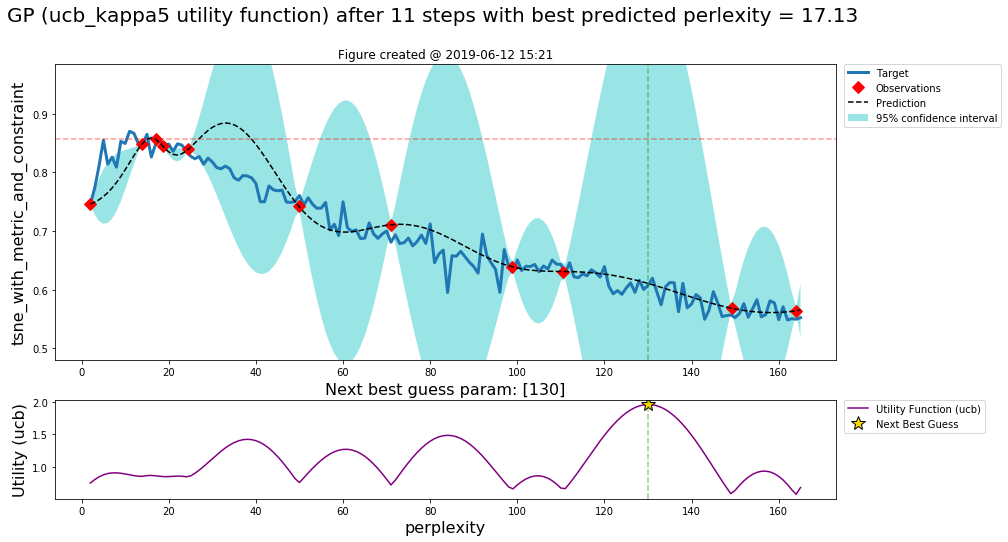 GP (ucb_kappa5 utility function) after 11 steps with best predicted perlexity = 17.13
Figure created @ 2019-06-12 15:21
tsne_with_metric_and_constraint
0.9
0.8
0.7
0.6
0.5
0 20 40 60 80 100 120 140 160
Target
Observations
Prediction
95% confidence interval
Next best guess param: [130]
Utility (ucb)
2.0
1.5
1.0
0 20 40 60 80 100 120 140 160
perplexity
Utility Function (ucb)
Next Best Guess